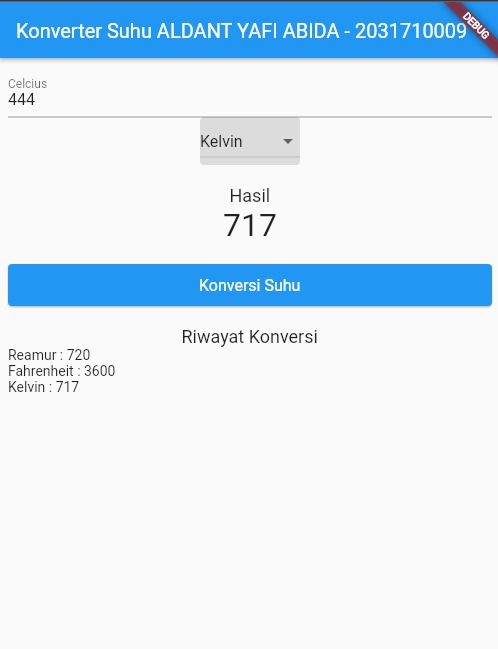 Konverter Suhu ALDANT YAFI ABIDA - 2031710009
DEBUG
Celcius
444
Kelvin
Hasil
717
Konversi Suhu
Riwayat Konversi
Reamur : 720
Fahrenheit : 3600
Kelvin : 717